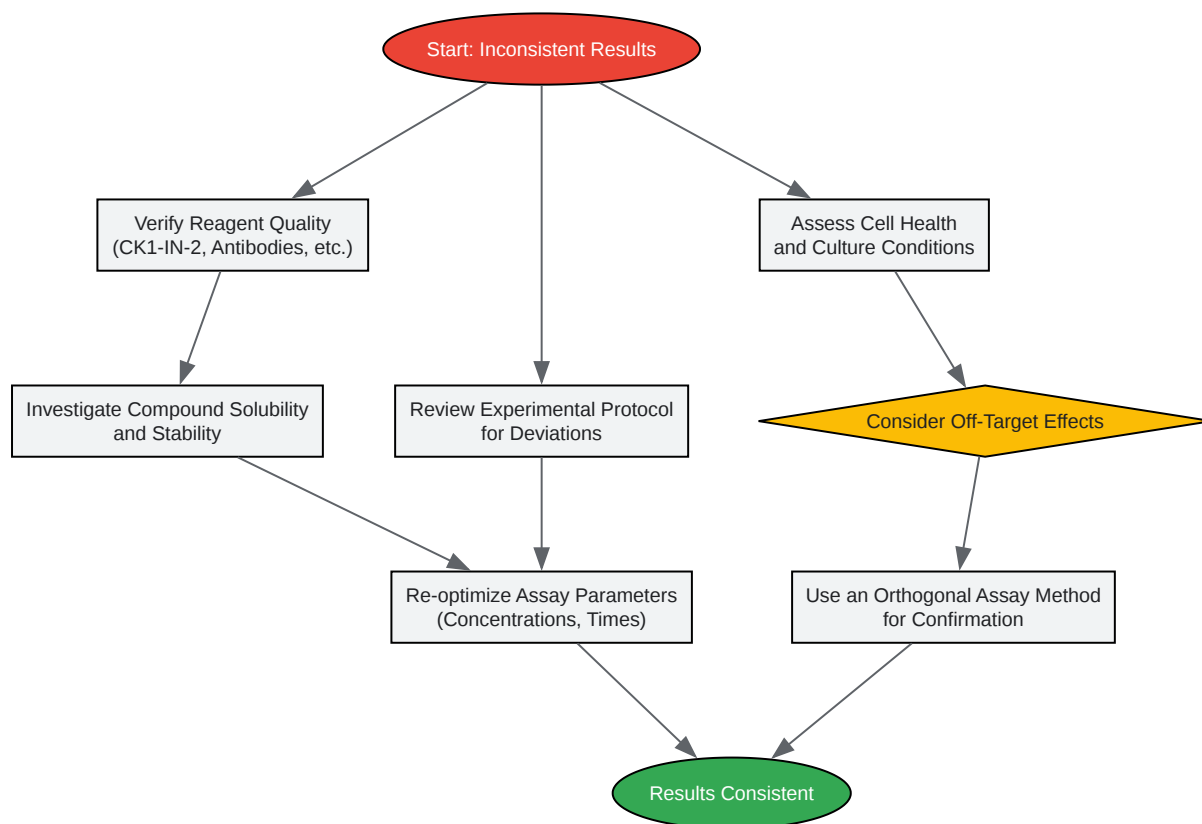 Start: Inconsistent Results
Verify Reagent Quality
(CK1-IN-2, Antibodies, etc.)
Assess Cell Health
and Culture Conditions
Investigate Compound Solubility
and Stability
Review Experimental Protocol
for Deviations
Consider Off-Target Effects
Re-optimize Assay Parameters
(Concentrations, Times)
Use an Orthogonal Assay Method
for Confirmation
Results Consistent